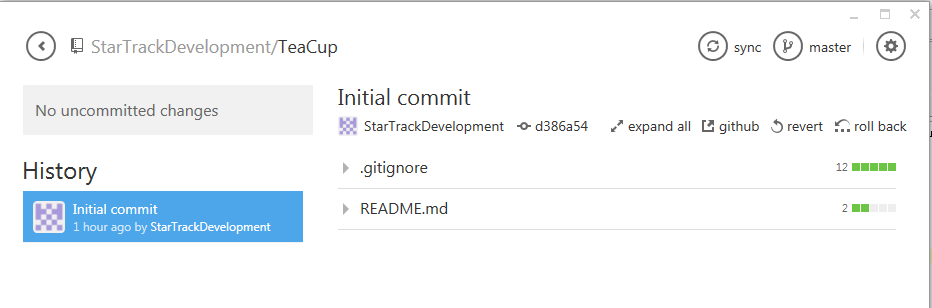 StarTrackDevelopment/TeaCup
sync
master
No uncommitted changes
History
Initial commit
1 hour ago by StarTrackDevelopment
Initial commit
StarTrackDevelopment d386a54 expand all github revert roll back
.gitignore 12
README.md 2